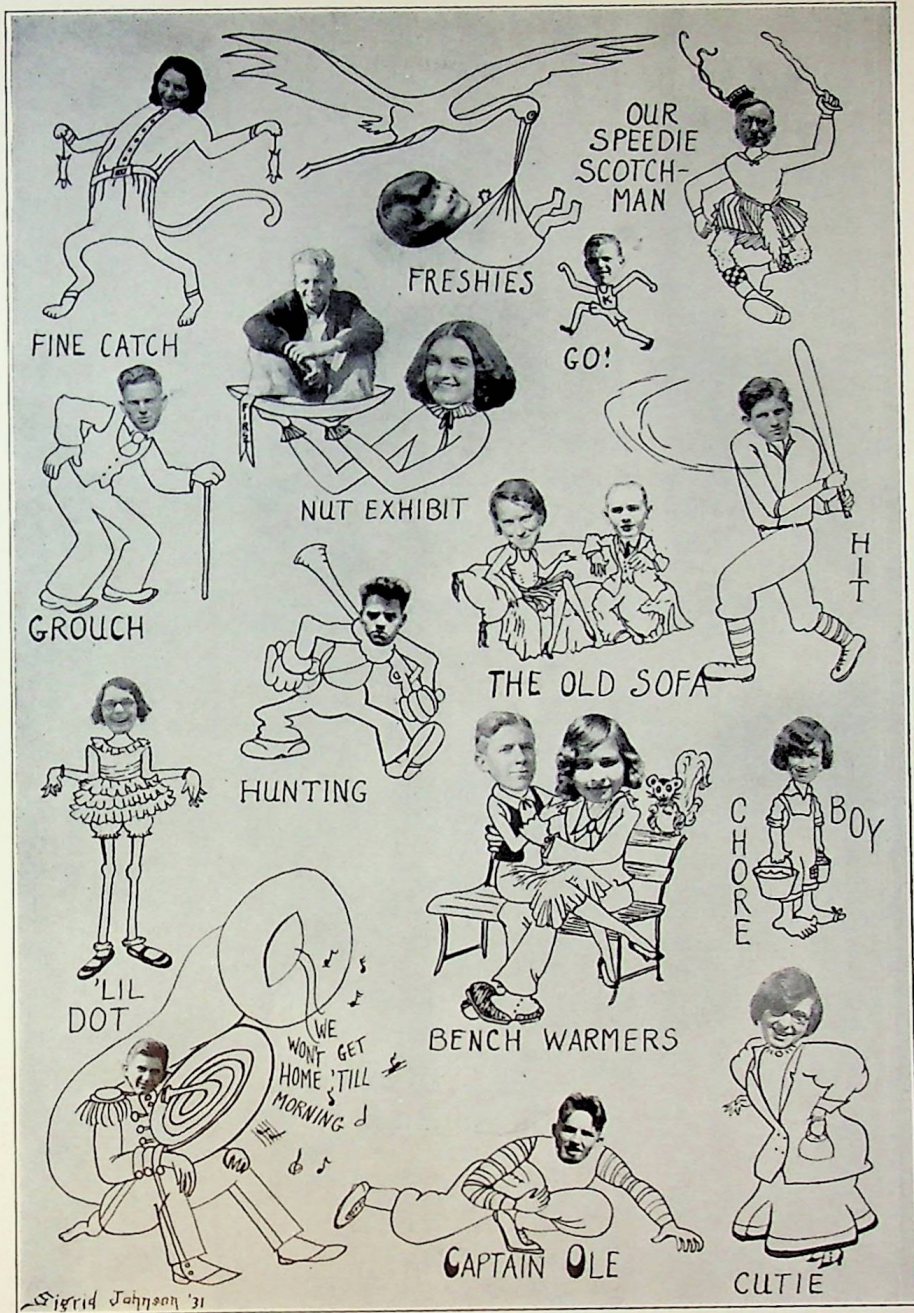 OUR
SPEEDIE
SCOTCH-
MAN
FRESHIES
FINE CATCH
K
GO!
NUT EXHIBIT
HIT
GROUCH
THE OLD SOFA
HUNTING
CHORE
BOY
'LIL
DOT
BENCH WARMERS
WE
WON'T GET
HOME 'TILL
MORNING
CAPTAIN OLE
CUTIE
Sigrid Johnson '31